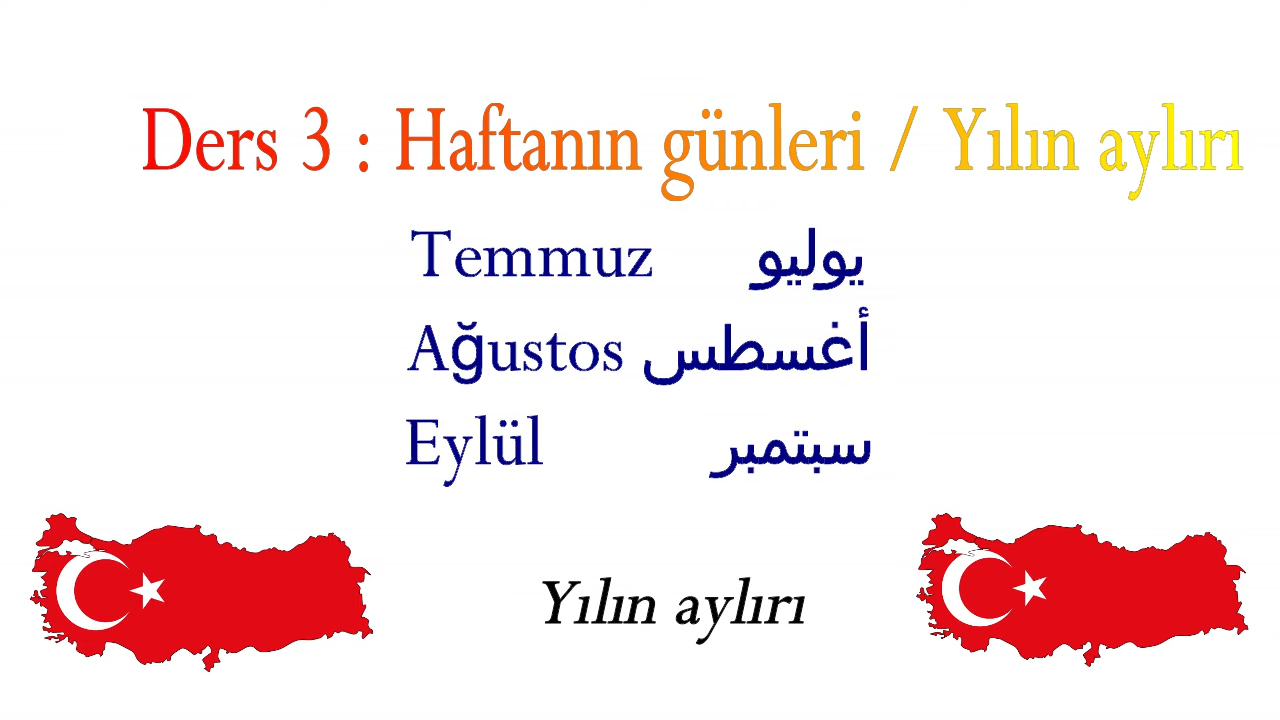 Ders 3 : Haftanın günleri / Yılın aylırı
Temmuz يوليو
Ağustos أغسطس
Eylül سبتمبر
Yılın aylırı